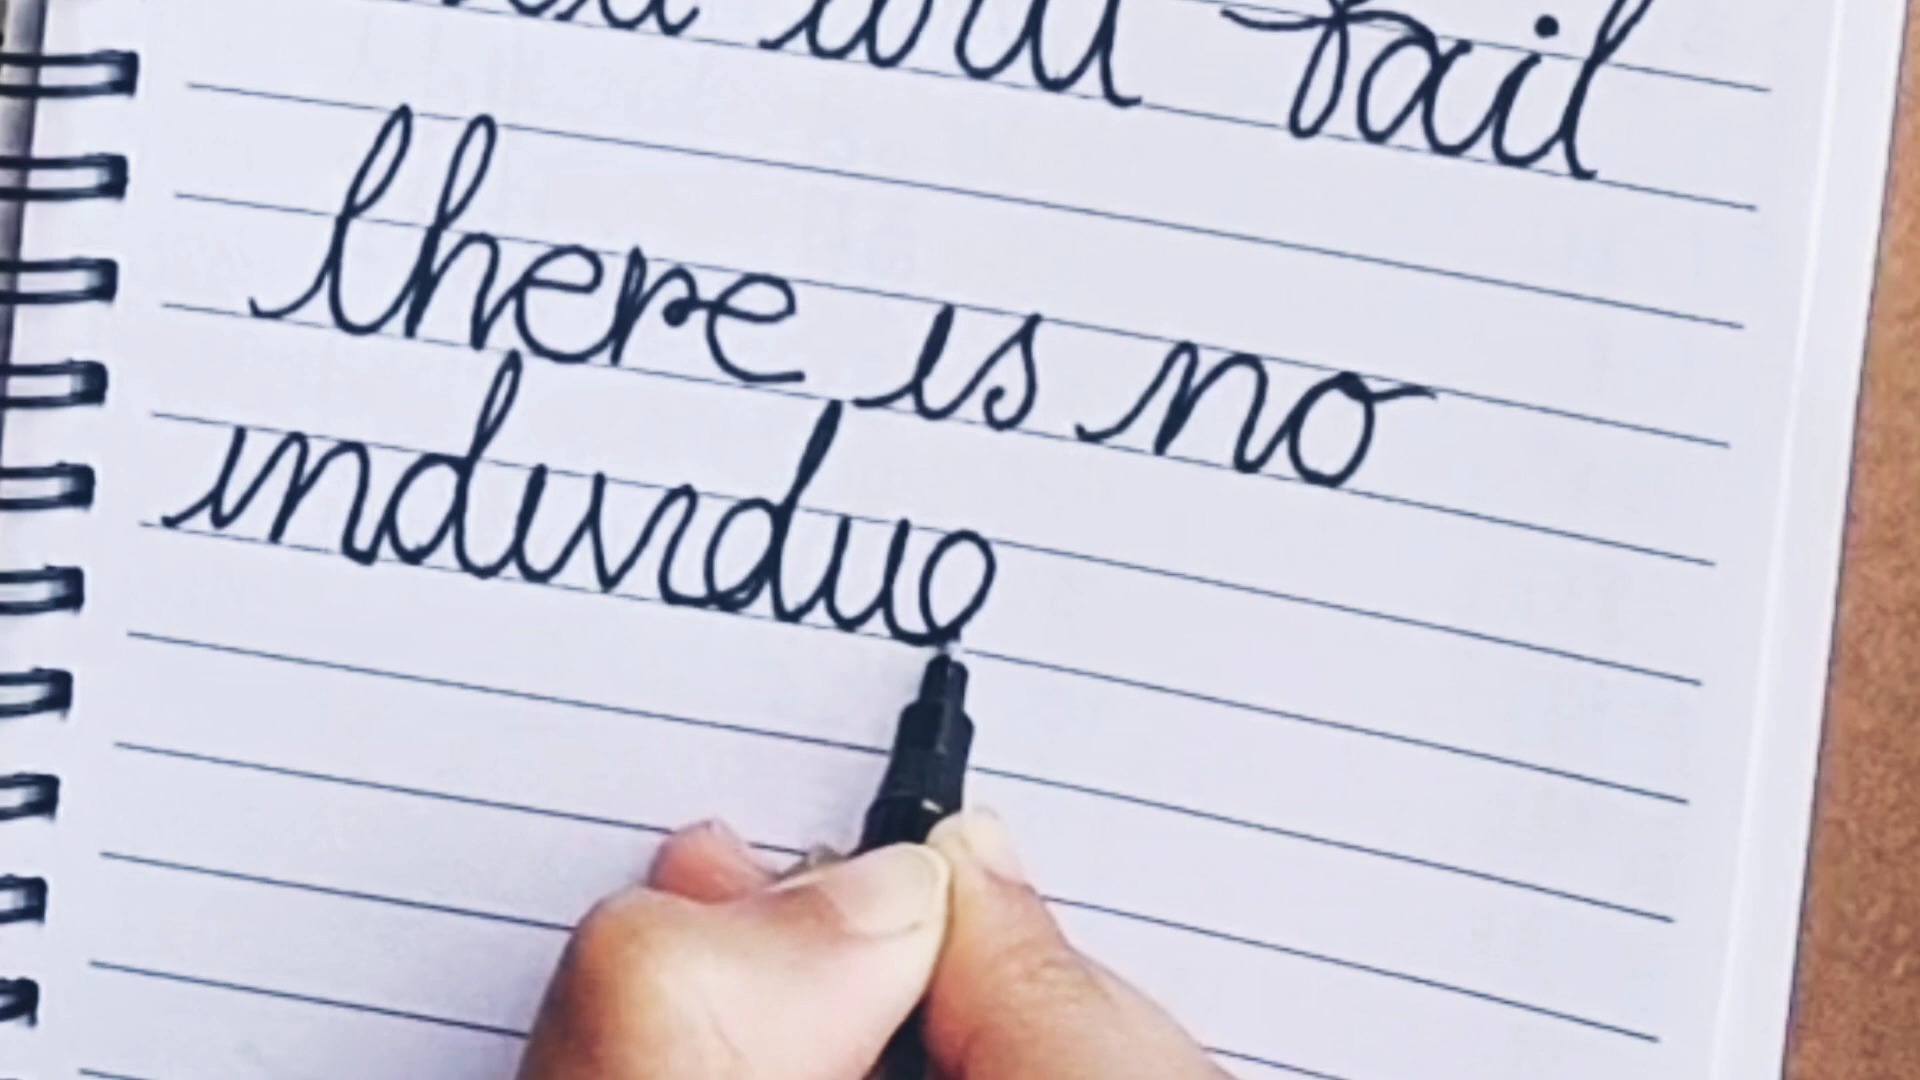 will fail
there is no
individua